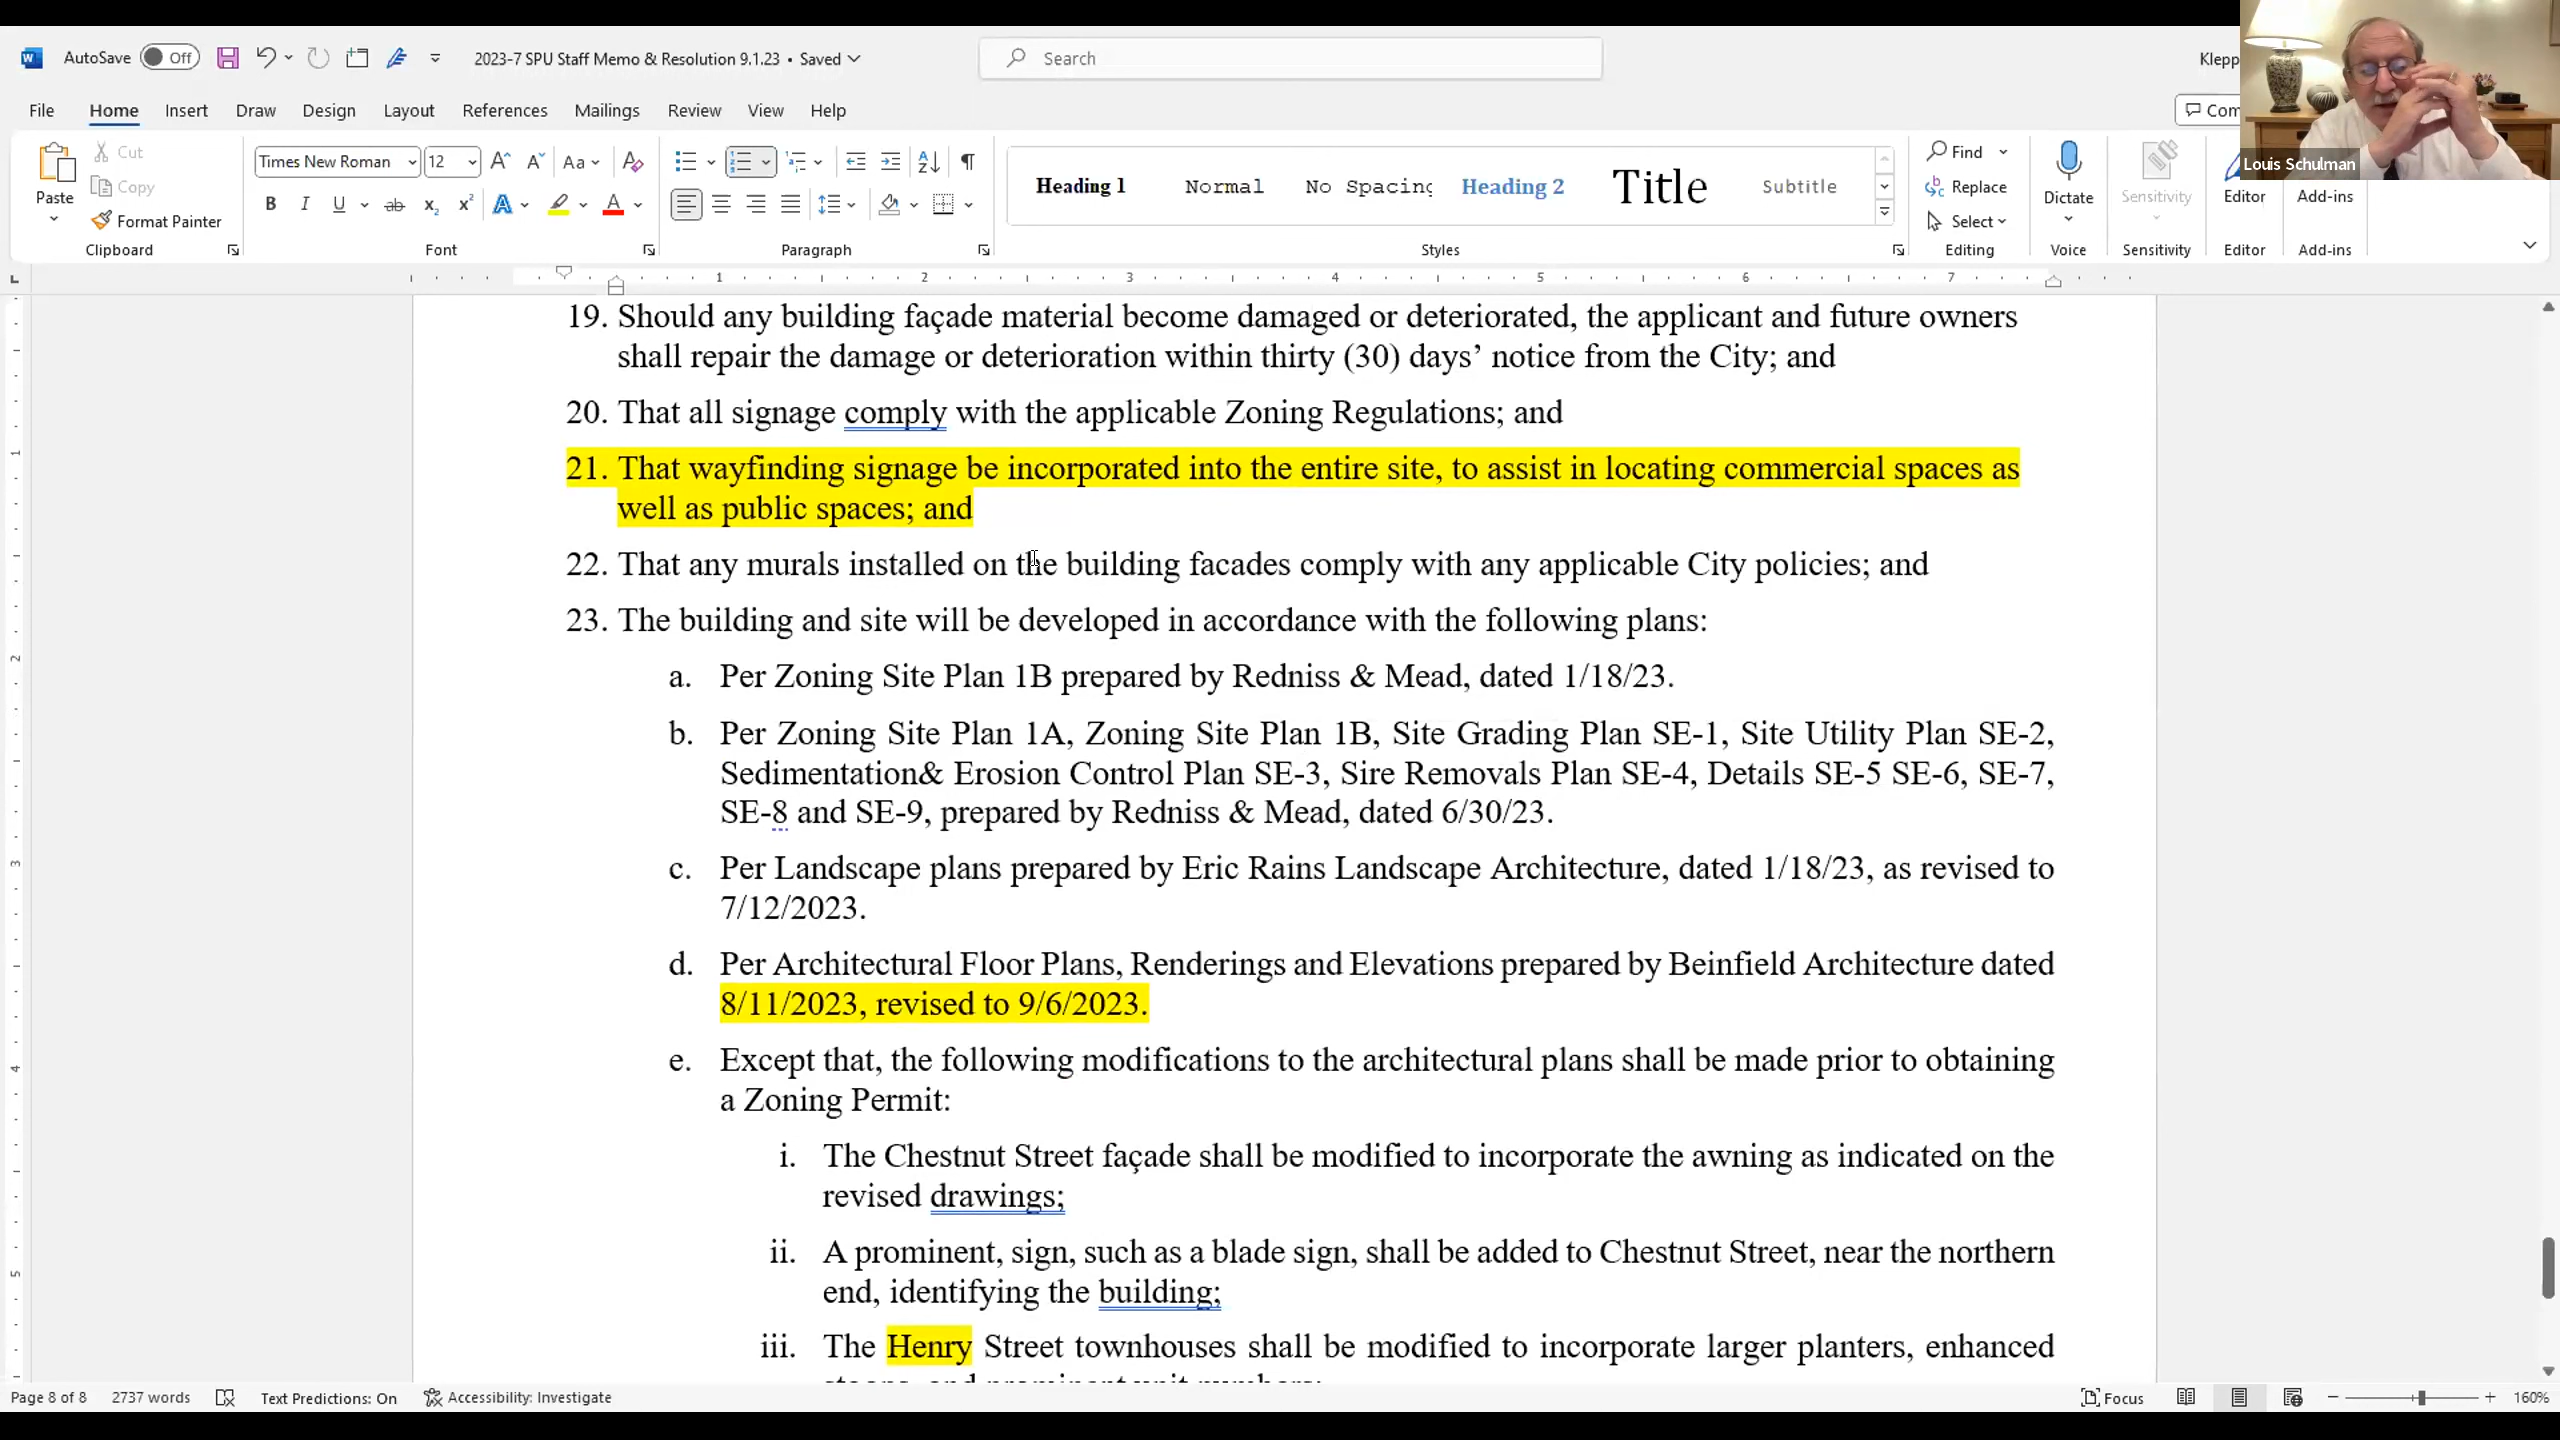 AutoSave Off 2023-7 SPU Staff Memo & Resolution 9.1.23 • Saved Search Klepp
File Home Insert Draw Design Layout References Mailings Review View Help Com
Louis Schulman
Paste Cut Copy Format Painter Clipboard
Times New Roman 12 Aa Font
Paragraph
Heading 1 Normal No Spacing Heading 2 Title Subtitle Styles
Find Replace Select Editing
Dictate Voice
Sensitivity Sensitivity
Editor Editor
Add-ins Add-ins
1 2 3 4 5 6 7
19. Should any building façade material become damaged or deteriorated, the applicant and future owners
shall repair the damage or deterioration within thirty (30) days’ notice from the City; and
20. That all signage comply with the applicable Zoning Regulations; and
21. That wayfinding signage be incorporated into the entire site, to assist in locating commercial spaces as
well as public spaces; and
22. That any murals installed on the building facades comply with any applicable City policies; and
23. The building and site will be developed in accordance with the following plans:
a. Per Zoning Site Plan 1B prepared by Redniss & Mead, dated 1/18/23.
b. Per Zoning Site Plan 1A, Zoning Site Plan 1B, Site Grading Plan SE-1, Site Utility Plan SE-2,
Sedimentation& Erosion Control Plan SE-3, Sire Removals Plan SE-4, Details SE-5 SE-6, SE-7,
SE-8 and SE-9, prepared by Redniss & Mead, dated 6/30/23.
c. Per Landscape plans prepared by Eric Rains Landscape Architecture, dated 1/18/23, as revised to
7/12/2023.
d. Per Architectural Floor Plans, Renderings and Elevations prepared by Beinfield Architecture dated
8/11/2023, revised to 9/6/2023.
e. Except that, the following modifications to the architectural plans shall be made prior to obtaining
a Zoning Permit:
i. The Chestnut Street façade shall be modified to incorporate the awning as indicated on the
revised drawings;
ii. A prominent, sign, such as a blade sign, shall be added to Chestnut Street, near the northern
end, identifying the building;
iii. The Henry Street townhouses shall be modified to incorporate larger planters, enhanced
Page 8 of 8 2737 words Text Predictions: On Accessibility: Investigate Focus 160%